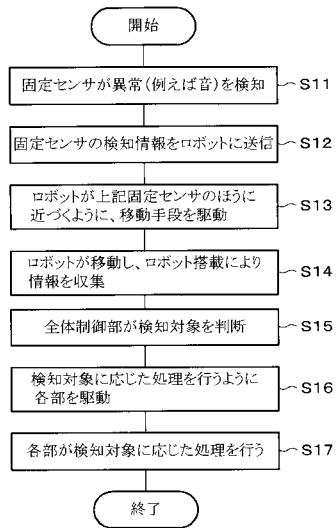 開始
固定センサが異常(例えば音)を検知
S11
固定センサの検知情報をロボットに送信
S12
ロボットが上記固定センサのほうに
近づくように、移動手段を駆動
S13
ロボットが移動し、ロボット搭載により
情報を収集
S14
全体制御部が検知対象を判断
S15
検知対象に応じた処理を行うように
各部を駆動
S16
各部が検知対象に応じた処理を行う
S17
終了